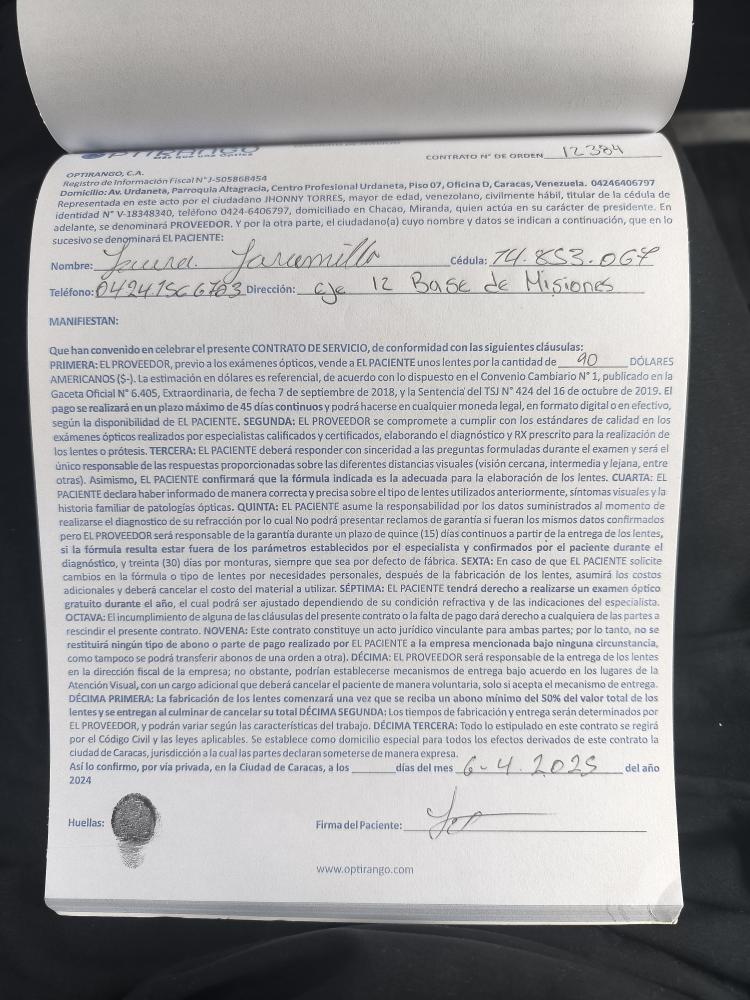 OPTIRANGO
CONTRATO N° DE ORDEN 12384
OPTIRANGO, C.A.
Registro de Información Fiscal N°J-505868454
Domicilio: Av. Urdaneta, Parroquia Altagracia, Centro Profesional Urdaneta, Piso 07, Oficina D, Caracas, Venezuela. 04246406797
Representada en este acto por el ciudadano JHONNY TORRES, mayor de edad, venezolano, civilmente hábil, titular de la cédula de
identidad N° V-18348340, teléfono 0424-6406797, domiciliado en Chacao, Miranda, quien actúa en su carácter de presidente. En
adelante, se denominará PROVEEDOR. Y por la otra parte, el ciudadano(a) cuyo nombre y datos se indican a continuación, que en lo
sucesivo se denominará EL PACIENTE:
Nombre: Jaramillo Cédula: 14.853.067
Teléfono: Dirección: eje 12 Base de Misiones
MANIFIESTAN:
Que han convenido en celebrar el presente CONTRATO DE SERVICIO, de conformidad con las siguientes cláusulas:
PRIMERA: EL PROVEEDOR, previo a los exámenes ópticos, vende a EL PACIENTE unos lentes por la cantidad de 90 DÓLARES
AMERICANOS ($-). La estimación en dólares es referencial, de acuerdo con lo dispuesto en el Convenio Cambiario N° 1, publicado en la
Gaceta Oficial N° 6.405, Extraordinaria, de fecha 7 de septiembre de 2018, y la Sentencia del TSJ N° 424 del 16 de octubre de 2019. El
pago se realizará en un plazo máximo de 45 días continuos y podrá hacerse en cualquier moneda legal, en formato digital o en efectivo,
según la disponibilidad de EL PACIENTE. SEGUNDA: EL PROVEEDOR se compromete a cumplir con los estándares de calidad en los
exámenes ópticos realizados por especialistas calificados y certificados, elaborando el diagnóstico y RX prescrito para la realización de
los lentes o prótesis. TERCERA: EL PACIENTE deberá responder con sinceridad a las preguntas formuladas durante el examen y será el
único responsable de las respuestas proporcionadas sobre las diferentes distancias visuales (visión cercana, intermedia y lejana, entre
otras). Asimismo, EL PACIENTE confirmará que la fórmula indicada es la adecuada para la elaboración de los lentes. CUARTA: EL
PACIENTE declara haber informado de manera correcta y precisa sobre el tipo de lentes utilizados anteriormente, síntomas visuales y la
historia familiar de patologías ópticas. QUINTA: EL PACIENTE asume la responsabilidad por los datos suministrados al momento de
realizarse el diagnostico de su refracción por lo cual No podrá presentar reclamos de garantía si fueran los mismos datos confirmados
pero EL PROVEEDOR será responsable de la garantía durante un plazo de quince (15) días continuos a partir de la entrega de los lentes,
si la fórmula resulta estar fuera de los parámetros establecidos por el especialista y confirmados por el paciente durante el
diagnóstico, y treinta (30) días por monturas, siempre que sea por defecto de fábrica. SEXTA: En caso de que EL PACIENTE solicite
cambios en la fórmula o tipo de lentes por necesidades personales, después de la fabricación de los lentes, asumirá los costos
adicionales y deberá cancelar el costo del material a utilizar. SÉPTIMA: EL PACIENTE tendrá derecho a realizarse un examen óptico
gratuito durante el año, el cual podrá ser ajustado dependiendo de su condición refractiva y de las indicaciones del especialista.
OCTAVA: El incumplimiento de alguna de las cláusulas del presente contrato o la falta de pago dará derecho a cualquiera de las partes a
rescindir el presente contrato. NOVENA: Este contrato constituye un acto jurídico vinculante para ambas partes; por lo tanto, no se
restituirá ningún tipo de abono o parte de pago realizado por EL PACIENTE a la empresa mencionada bajo ninguna circunstancia,
como tampoco se podrá transferir abonos de una orden a otra). DÉCIMA: EL PROVEEDOR será responsable de la entrega de los lentes
en la dirección fiscal de la empresa; no obstante, podrían establecerse mecanismos de entrega bajo acuerdo en los lugares de la
Atención Visual, con un cargo adicional que deberá cancelar el paciente de manera voluntaria, solo si acepta el mecanismo de entrega.
DÉCIMA PRIMERA: La fabricación de los lentes comenzará una vez que se reciba un abono mínimo del 50% del valor total de los
lentes y se entregan al culminar de cancelar su total DÉCIMA SEGUNDA: Los tiempos de fabricación y entrega serán determinados por
EL PROVEEDOR, y podrán variar según las características del trabajo. DÉCIMA TERCERA: Todo lo estipulado en este contrato se regirá
por el Código Civil y las leyes aplicables. Se establece como domicilio especial para todos los efectos derivados de este contrato la
ciudad de Caracas, jurisdicción a la cual las partes declaran someterse de manera expresa.
Así lo confirmo, por vía privada, en la Ciudad de Caracas, a los días del mes 6-4.2025 del año
2024
Huellas:
Firma del Paciente:
www.optirango.com